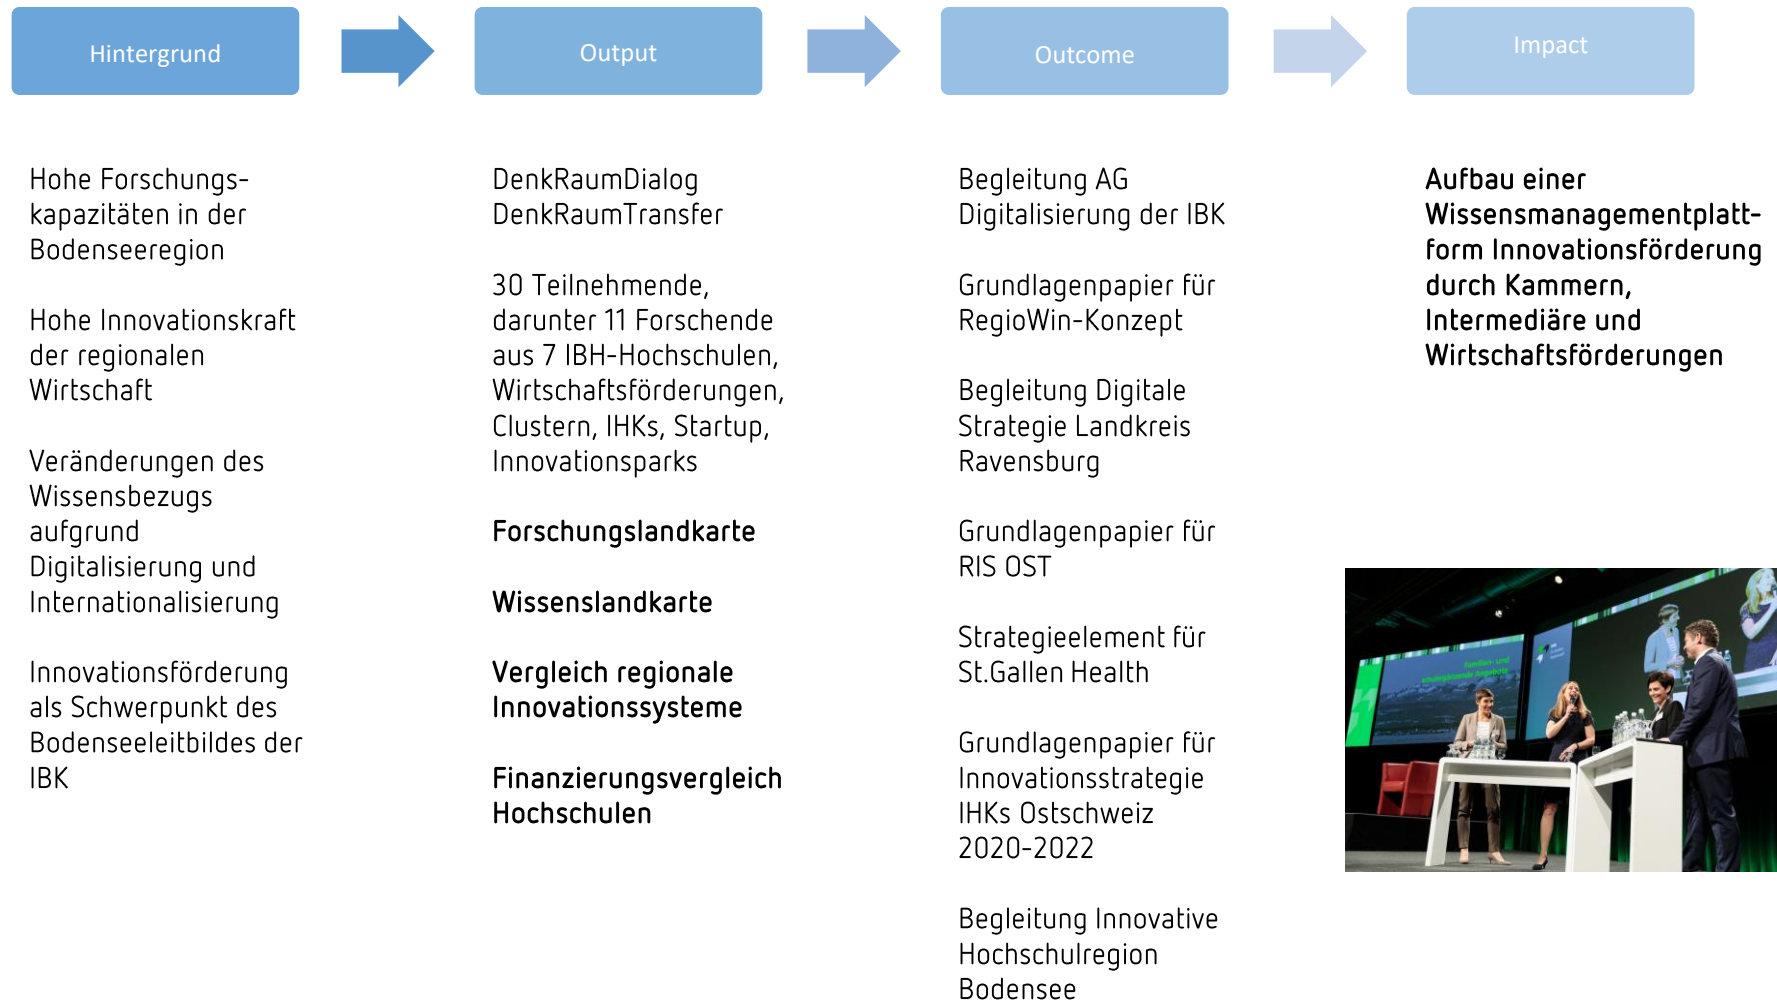 Hintergrund
Output
Outcome
Impact
Hohe Forschungs-
kapazitäten in der
Bodenseeregion
Hohe Innovationskraft
der regionalen
Wirtschaft
Veränderungen des
Wissensbezugs
aufgrund
Digitalisierung und
Internationalisierung
Innovationsförderung
als Schwerpunkt des
Bodenseeleitbildes der
IBK
DenkRaumDialog
DenkRaumTransfer
30 Teilnehmende,
darunter 11 Forschende
aus 7 IBH-Hochschulen,
Wirtschaftsförderungen,
Clustern, IHKs, Startup,
Innovationsparks
Forschungslandkarte
Wissenslandkarte
Vergleich regionale
Innovationssysteme
Finanzierungsvergleich
Hochschulen
Begleitung AG
Digitalisierung der IBK
Grundlagenpapier für
RegioWin-Konzept
Begleitung Digitale
Strategie Landkreis
Ravensburg
Grundlagenpapier für
RIS OST
Strategieelement für
St.Gallen Health
Grundlagenpapier für
Innovationsstrategie
IHKs Ostschweiz
2020-2022
Begleitung Innovative
Hochschulregion
Bodensee
Aufbau einer
Wissensmanagementplatt-
form Innovationsförderung
durch Kammern,
Intermediäre und
Wirtschaftsförderungen
Familien- und
Angebote